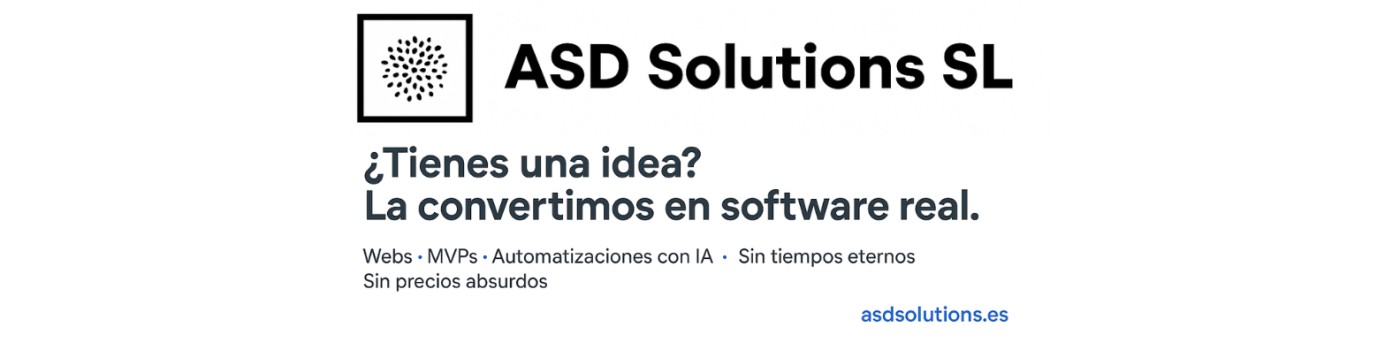 ASD Solutions SL
¿Tienes una idea?
La convertimos en software real.
Webs · MVPs · Automatizaciones con IA · Sin tiempos eternos
Sin precios absurdos
asdsolutions.es